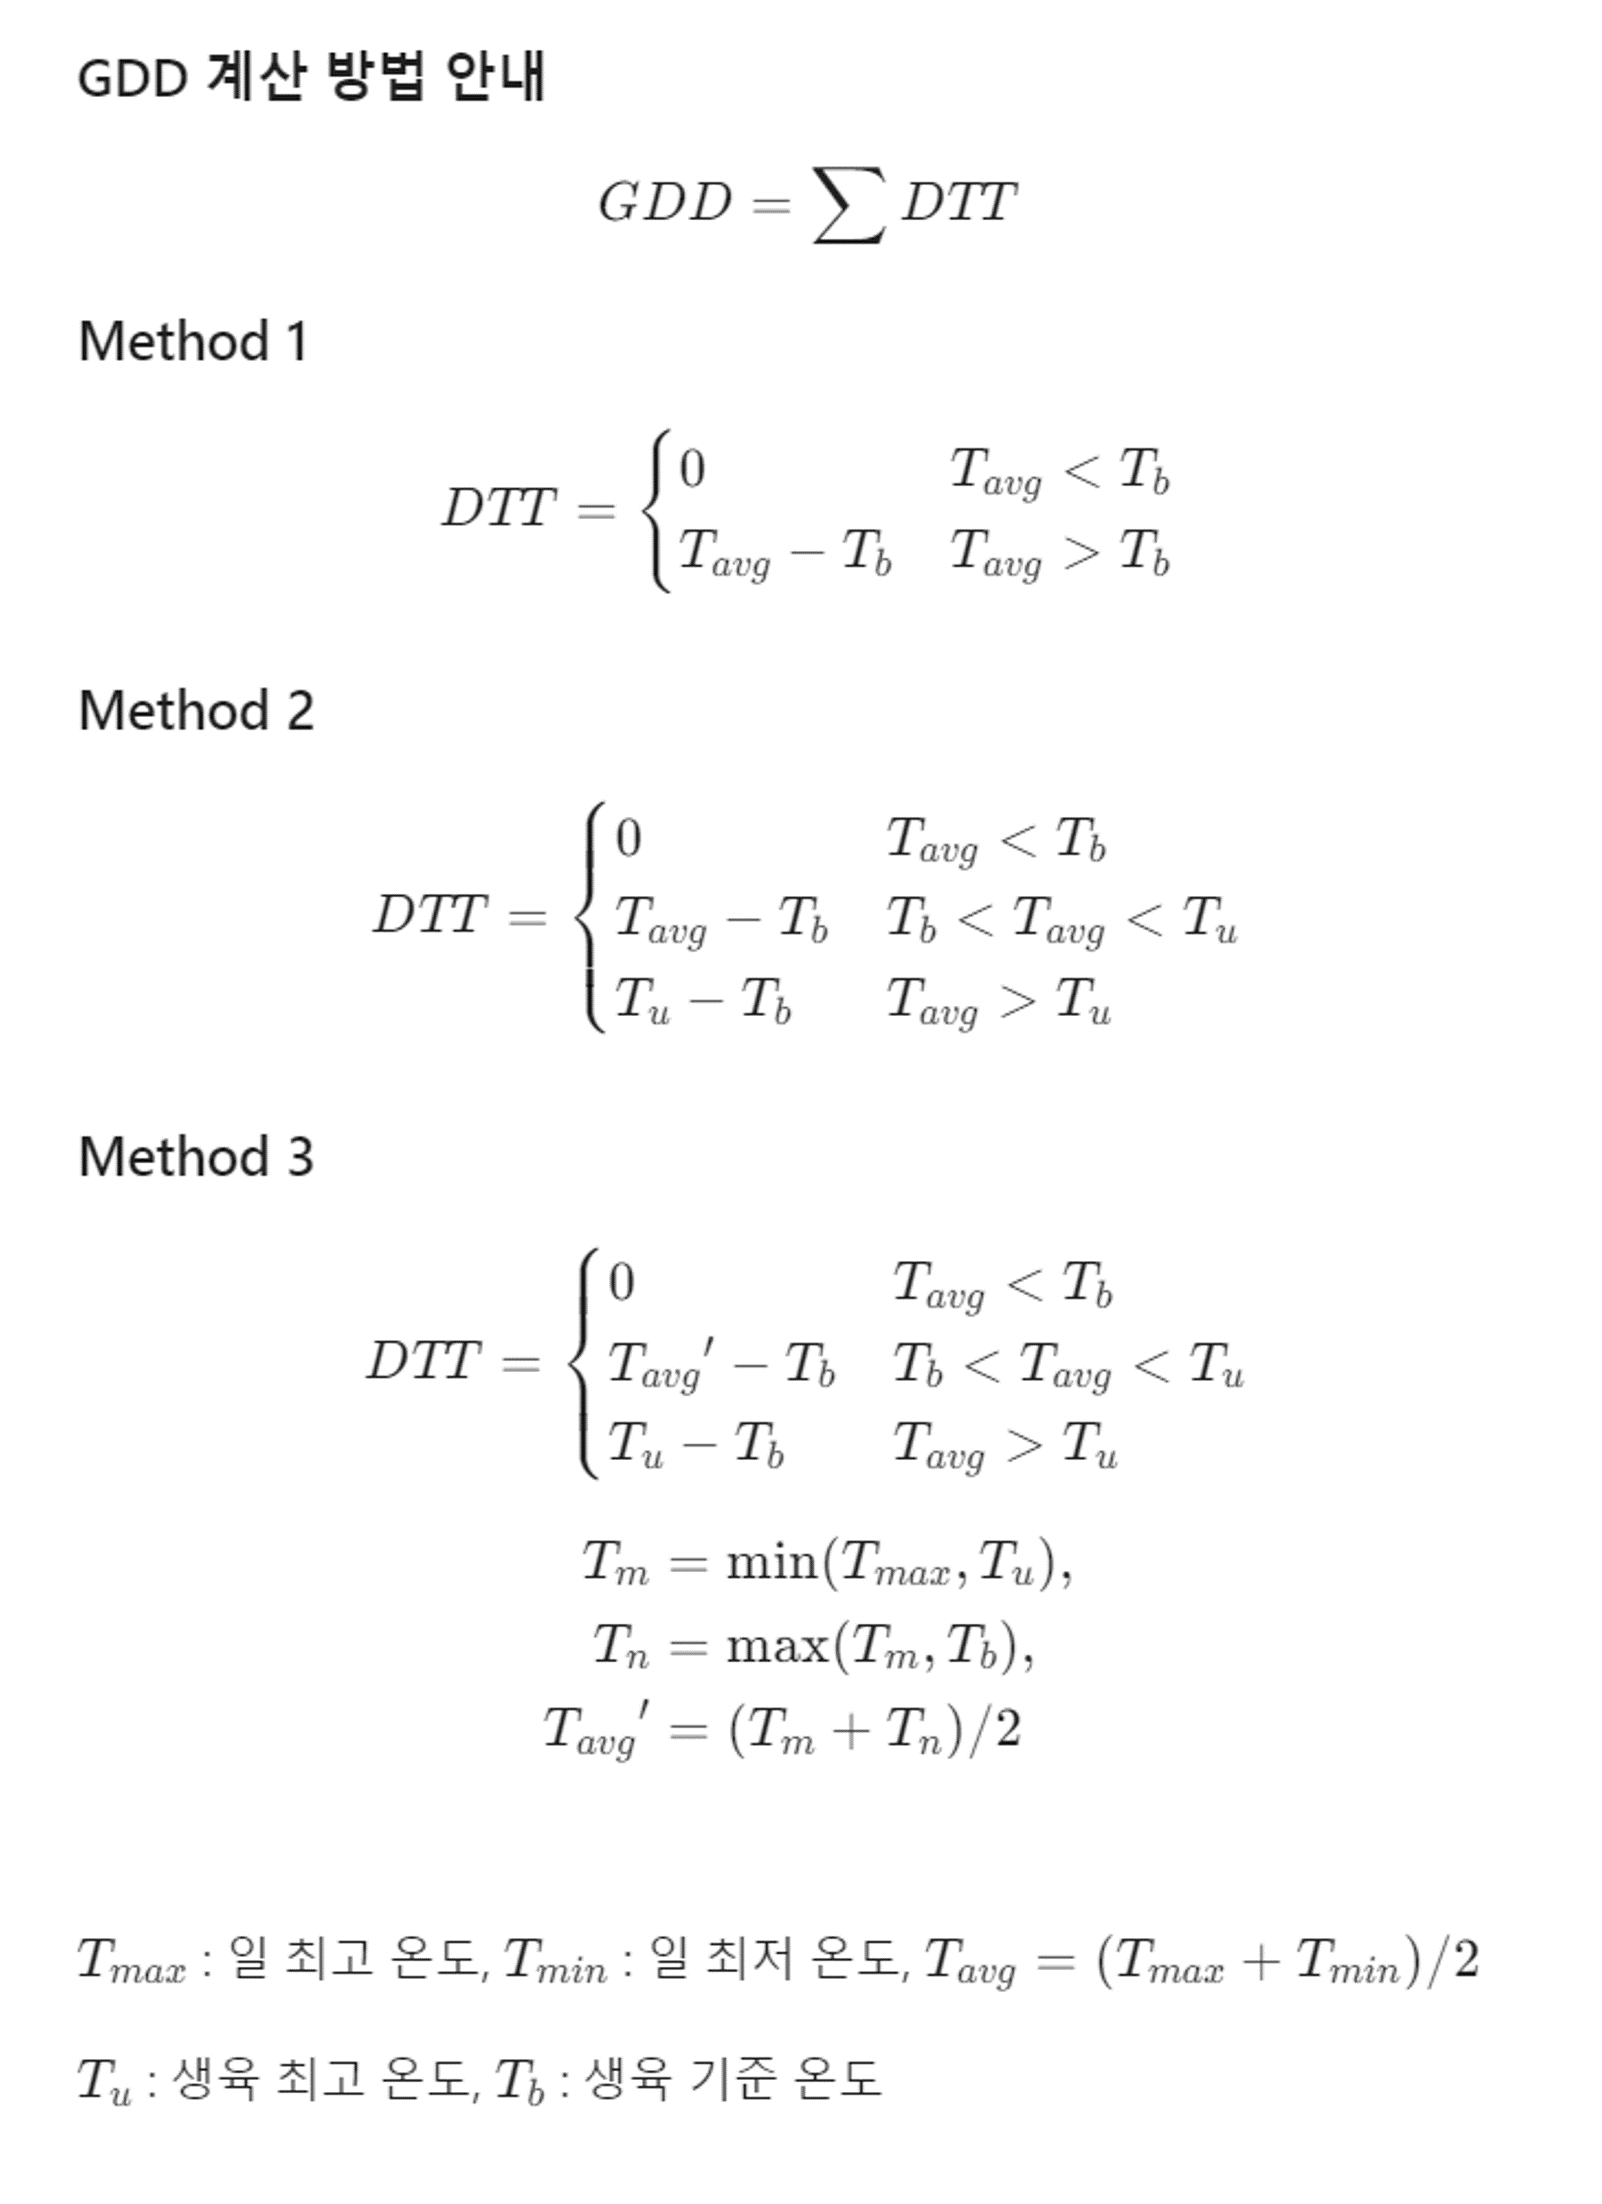 GDD 계산 방법 안내
GDD = ∑ DTT
Method 1
DTT = { 0 T_avg < T_b
T_avg − T_b T_avg > T_b
Method 2
DTT = { 0 T_avg < T_b
T_avg − T_b T_b < T_avg < T_u
T_u − T_b T_avg > T_u
Method 3
DTT = { 0 T_avg < T_b
T_avg′ − T_b T_b < T_avg < T_u
T_u − T_b T_avg > T_u
T_m = min(T_max, T_u),
T_n = max(T_m, T_b),
T_avg′ = (T_m + T_n)/2
T_max : 일 최고 온도, T_min : 일 최저 온도, T_avg = (T_max + T_min)/2
T_u : 생육 최고 온도, T_b : 생육 기준 온도